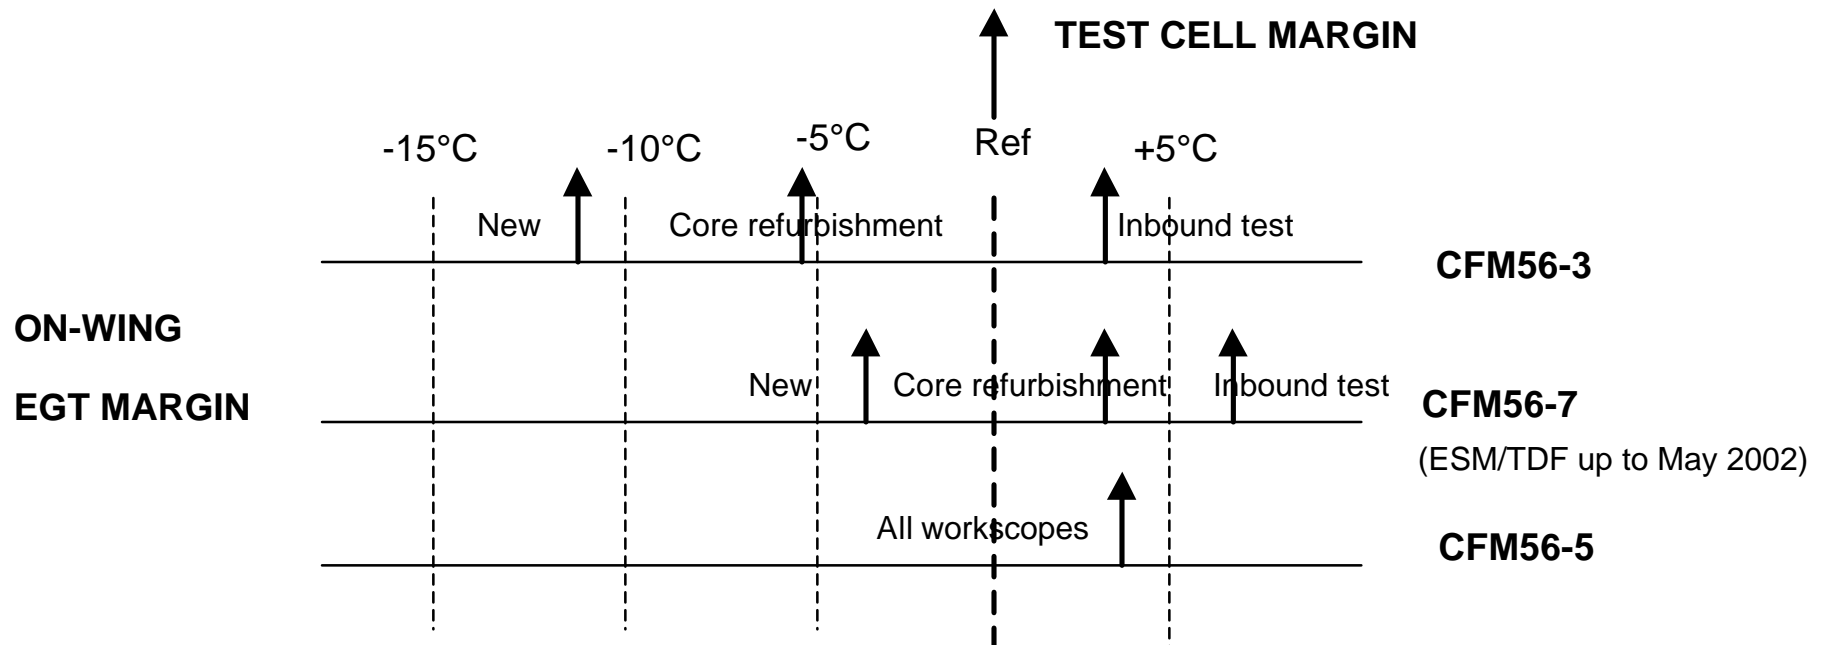 TEST CELL MARGIN
-15°C -10°C -5°C Ref +5°C
New Core refurbishment Inbound test
CFM56-3
ON-WING
New Core refurbishment Inbound test
EGT MARGIN
CFM56-7
(ESM/TDF up to May 2002)
All workscopes
CFM56-5